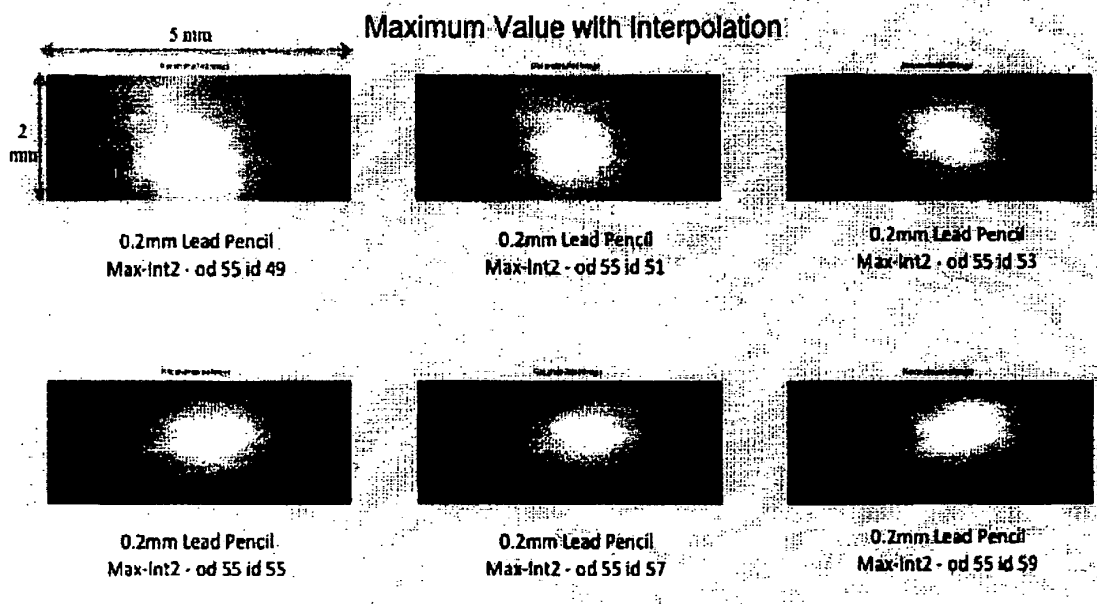 Maximum Value with Interpolation
5 mm
2
mm
0.2mm Lead Pencil
Max-Int2 - od 55 id 49
0.2mm Lead Pencil
Max-Int2 - od 55 id 51
0.2mm Lead Pencil
Max-Int2 - od 55 id 53
0.2mm Lead Pencil
Max-Int2 - od 55 id 55
0.2mm Lead Pencil
Max-Int2 - od 55 id 57
0.2mm Lead Pencil
Max-Int2 - od 55 id 59